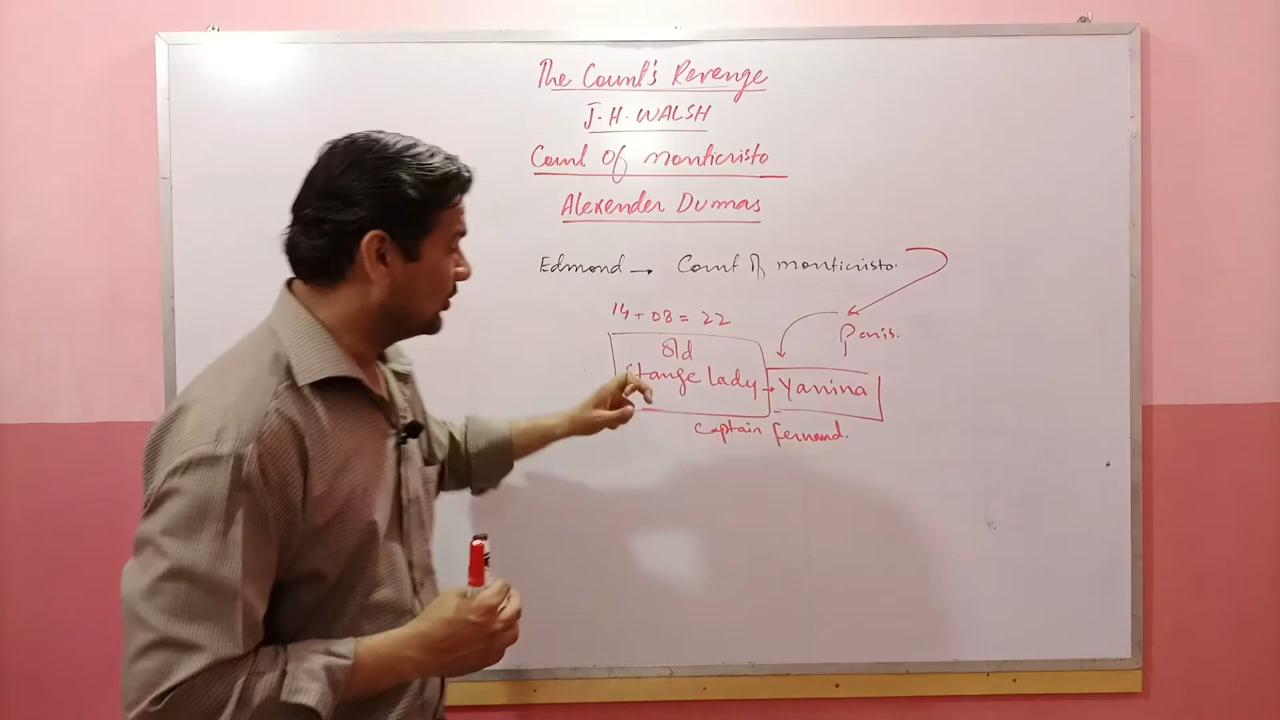 The Count's Revenge
J. H. WALSH
Count Of Monticristo
Alexender Dumas
Edmond → Count of monticristo.
14 + 08 = 22
Paris.
Old
Stange lady → Yanina
Captain Fernand.